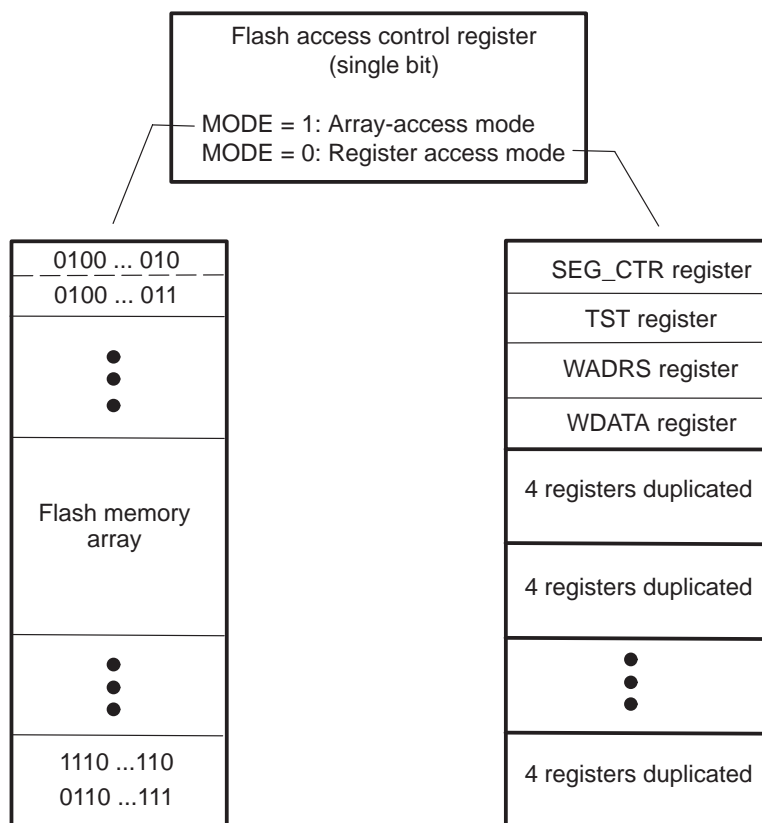 Flash access control register
(single bit)
MODE = 1: Array-access mode
MODE = 0: Register access mode
0100 ... 010
0100 ... 011
Flash memory
array
1110 ...110
0110 ...111
SEG_CTR register
TST register
WADRS register
WDATA register
4 registers duplicated
4 registers duplicated
4 registers duplicated